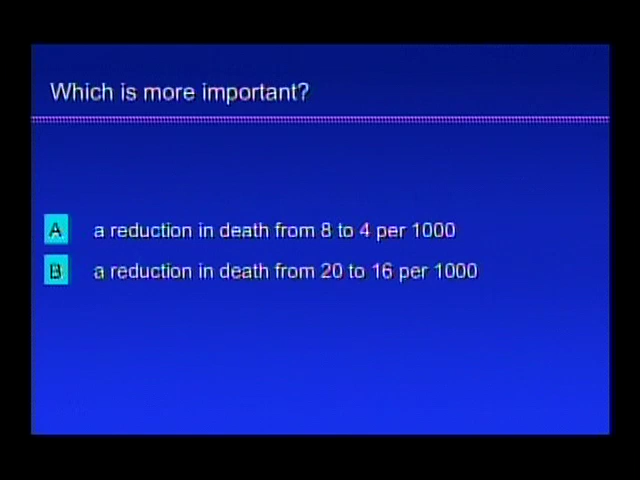 Which is more important?
A a reduction in death from 8 to 4 per 1000
B a reduction in death from 20 to 16 per 1000